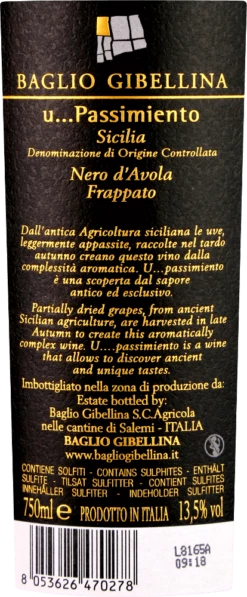 BAGLIO GIBELLINA
u...Passimiento
Sicilia
Denominazione di Origine Controllata
Nero d'Avola
Frappato
Dall'antica Agricoltura siciliana le uve,
leggermente appassite, raccolte nel tardo
autunno creano questo vino dalla
complessità aromatica. U...passimiento
è una scoperta dal sapore
antico ed esclusivo.
Partially dried grapes, from ancient
Sicilian agriculture, are harvested in late
Autumn to create this aromatically
complex wine. U....passimiento is a wine
that allows to discover ancient
and unique tastes.
Imbottigliato nella zona di produzione da:
Estate bottled by:
Baglio Gibellina S.C.Agricola
nelle cantine di Salemi - ITALIA
BAGLIO GIBELLINA
www.bagliogibellina.it
CONTIENE SOLFITI - CONTAINS SULPHITES - ENTHÄLT
SULFITE - TILSAT SULFITTER - CONTIENT SULFITES
INNEHÅLLER SULFITER - INDEHOLDER SULFITTER
750ml e PRODOTTO IN ITALIA 13,5% vol
L8165A
09:18
8 053626 470278